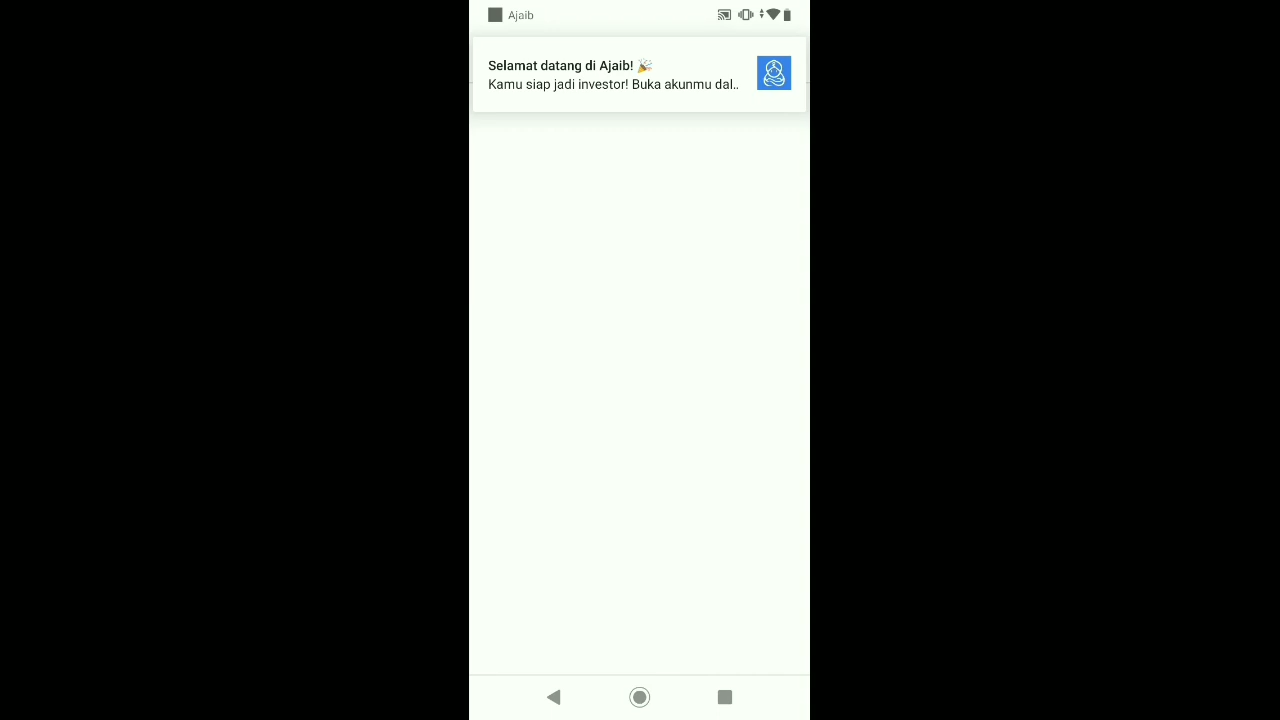 Ajaib
Selamat datang di Ajaib! 🎉
Kamu siap jadi investor! Buka akunmu dal..